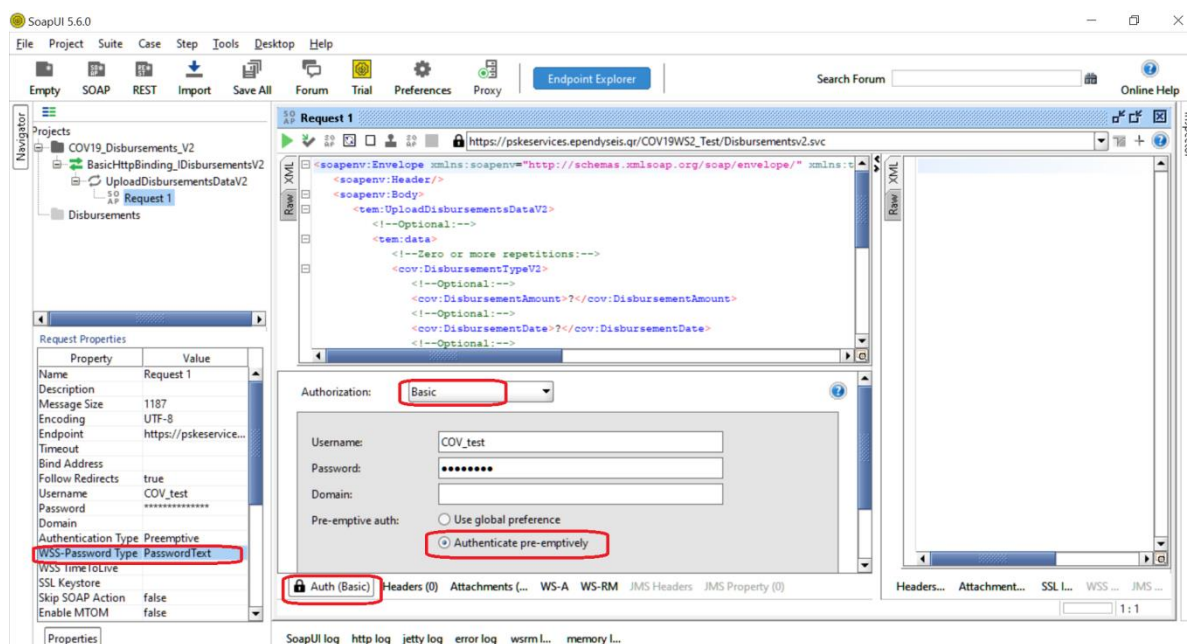 SoapUI 5.6.0
File Project Suite Case Step Tools Desktop Help
Empty SOAP REST Import Save All Forum Trial Preferences Proxy Endpoint Explorer Search Forum Online Help
Navigator
Projects
COV19_Disbursements_V2
BasicHttpBinding_IDisbursementsV2
UploadDisbursementsDataV2
SOAP Request 1
Disbursements
Request Properties
Property Value
Name Request 1
Description
Message Size 1187
Encoding UTF-8
Endpoint https://pskeservice...
Timeout
Bind Address
Follow Redirects true
Username COV_test
Password **************
Domain
Authentication Type Preemptive
WSS-Password Type PasswordText
WSS TimeToLive
SSL Keystore
Skip SOAP Action false
Enable MTOM false
Properties
SOAP Request 1
https://pskeservices.ependyseis.gr/COV19WS2_Test/Disbursementsv2.svc
XML
Raw
<soapenv:Envelope xmlns:soapenv="http://schemas.xmlsoap.org/soap/envelope/" xmlns:t
<soapenv:Header/>
<soapenv:Body>
<tem:UploadDisbursementsDataV2>
<!--Optional:-->
<tem:data>
<!--Zero or more repetitions:-->
<cov:DisbursementTypeV2>
<!--Optional:-->
<cov:DisbursementAmount>?</cov:DisbursementAmount>
<!--Optional:-->
<cov:DisbursementDate>?</cov:DisbursementDate>
<!--Optional:-->
Authorization: Basic
Username: COV_test
Password: ••••••••
Domain:
Pre-emptive auth: Use global preference
Authenticate pre-emptively
Auth (Basic) Headers (0) Attachments (... WS-A WS-RM JMS Headers JMS Property (0)
XML
Raw
Headers... Attachment... SSL I... WSS ... JMS ...
1 : 1
SoapUI log http log jetty log error log wsrm l... memory l...